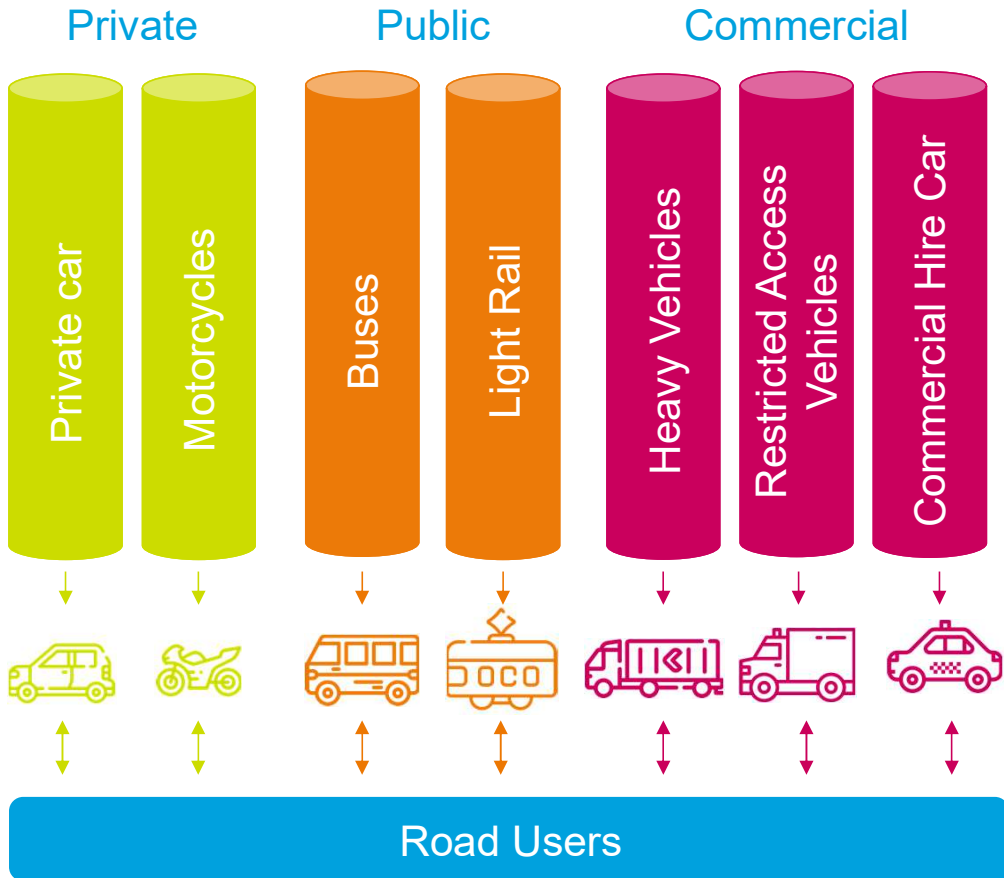 Private
Public
Commercial
Private car
Motorcycles
Buses
Light Rail
Heavy Vehicles
Restricted Access
Vehicles
Commercial Hire Car
Road Users